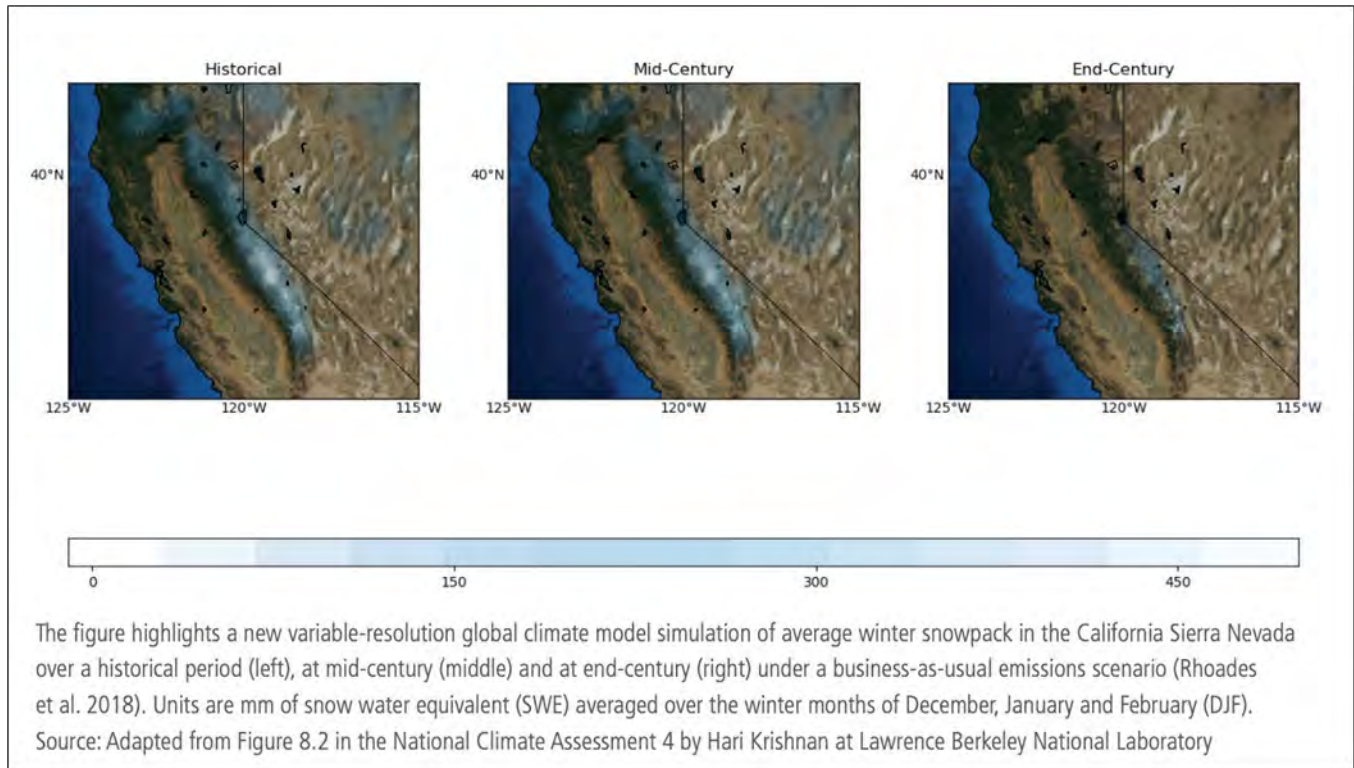 Historical
Mid-Century
End-Century
40°N
40°N
40°N
125°W 120°W 115°W
125°W 120°W 115°W
125°W 120°W 115°W
0 150 300 450
The figure highlights a new variable-resolution global climate model simulation of average winter snowpack in the California Sierra Nevada
over a historical period (left), at mid-century (middle) and at end-century (right) under a business-as-usual emissions scenario (Rhoades
et al. 2018). Units are mm of snow water equivalent (SWE) averaged over the winter months of December, January and February (DJF).
Source: Adapted from Figure 8.2 in the National Climate Assessment 4 by Hari Krishnan at Lawrence Berkeley National Laboratory